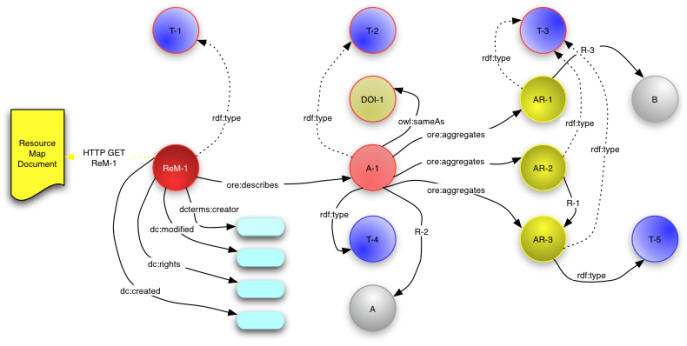 T-1
T-2
T-3
rdf:type
R-3
DOI-1
AR-1
B
rdf:type
rdf:type
owl:sameAs
Resource
Map
Document
HTTP GET
ReM-1
ore:aggregates
rdf:type
rdf:type
ReM-1
ore:describes
A-1
ore:aggregates
AR-2
ore:aggregates
dcterms:creator
rdf:type
R-1
dc:modified
R-2
T-4
AR-3
T-5
dc:rights
rdf:type
dc:created
A